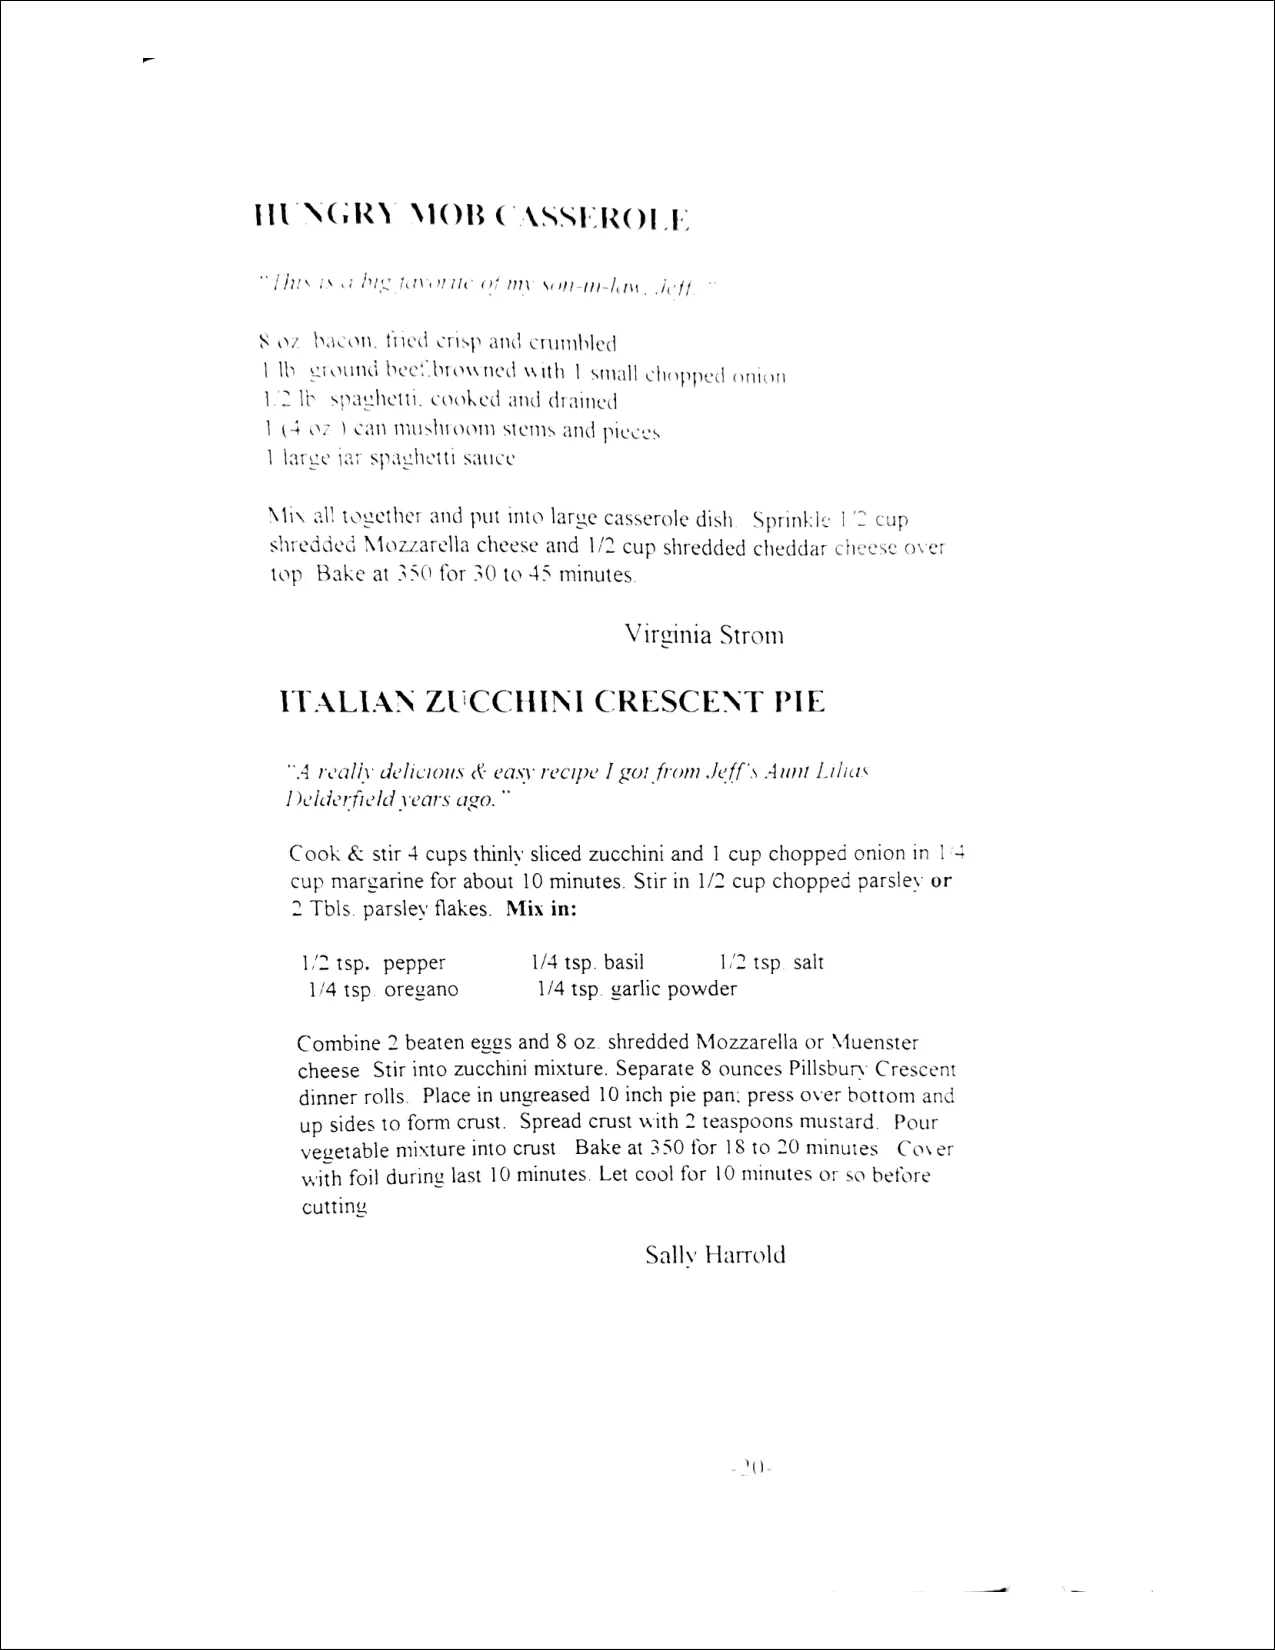 HUNGRY MOB CASSEROLE
"This is a big favorite of my son-in-law, Jeff. "
8 oz. bacon, fried crisp and crumbled
1 lb. ground beef, browned with 1 small chopped onion
1/2 lb. spaghetti, cooked and drained
1 (4 oz.) can mushroom stems and pieces
1 large jar spaghetti sauce
Mix all together and put into large casserole dish. Sprinkle 1/2 cup
shredded Mozzarella cheese and 1/2 cup shredded cheddar cheese over
top. Bake at 350 for 30 to 45 minutes.
Virginia Strom
ITALIAN ZUCCHINI CRESCENT PIE
"A really delicious & easy recipe I got from Jeff's Aunt Lilias
Delderfield years ago."
Cook & stir 4 cups thinly sliced zucchini and 1 cup chopped onion in 1/4
cup margarine for about 10 minutes. Stir in 1/2 cup chopped parsley or
2 Tbls. parsley flakes. Mix in:
1/2 tsp. pepper 1/4 tsp. basil 1/2 tsp. salt
1/4 tsp. oregano 1/4 tsp. garlic powder
Combine 2 beaten eggs and 8 oz. shredded Mozzarella or Muenster
cheese. Stir into zucchini mixture. Separate 8 ounces Pillsbury Crescent
dinner rolls. Place in ungreased 10 inch pie pan; press over bottom and
up sides to form crust. Spread crust with 2 teaspoons mustard. Pour
vegetable mixture into crust. Bake at 350 for 18 to 20 minutes. Cover
with foil during last 10 minutes. Let cool for 10 minutes or so before
cutting.
Sally Harrold
-20-